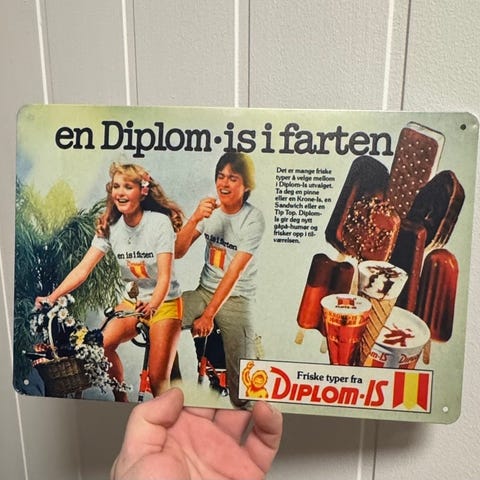 en Diplom·is i farten
Det er mange friske
typer å velge mellom
i Diplom-Is utvalget.
Ta deg en pinne
eller en Krone-Is, en
Sandwich eller en
Tip Top. Diplom-
Is gir deg nytt
gåpå-humør og
frisker opp i til-
værelsen.
en is i farten
en is i farten
Friske typer fra
DIPLOM-IS